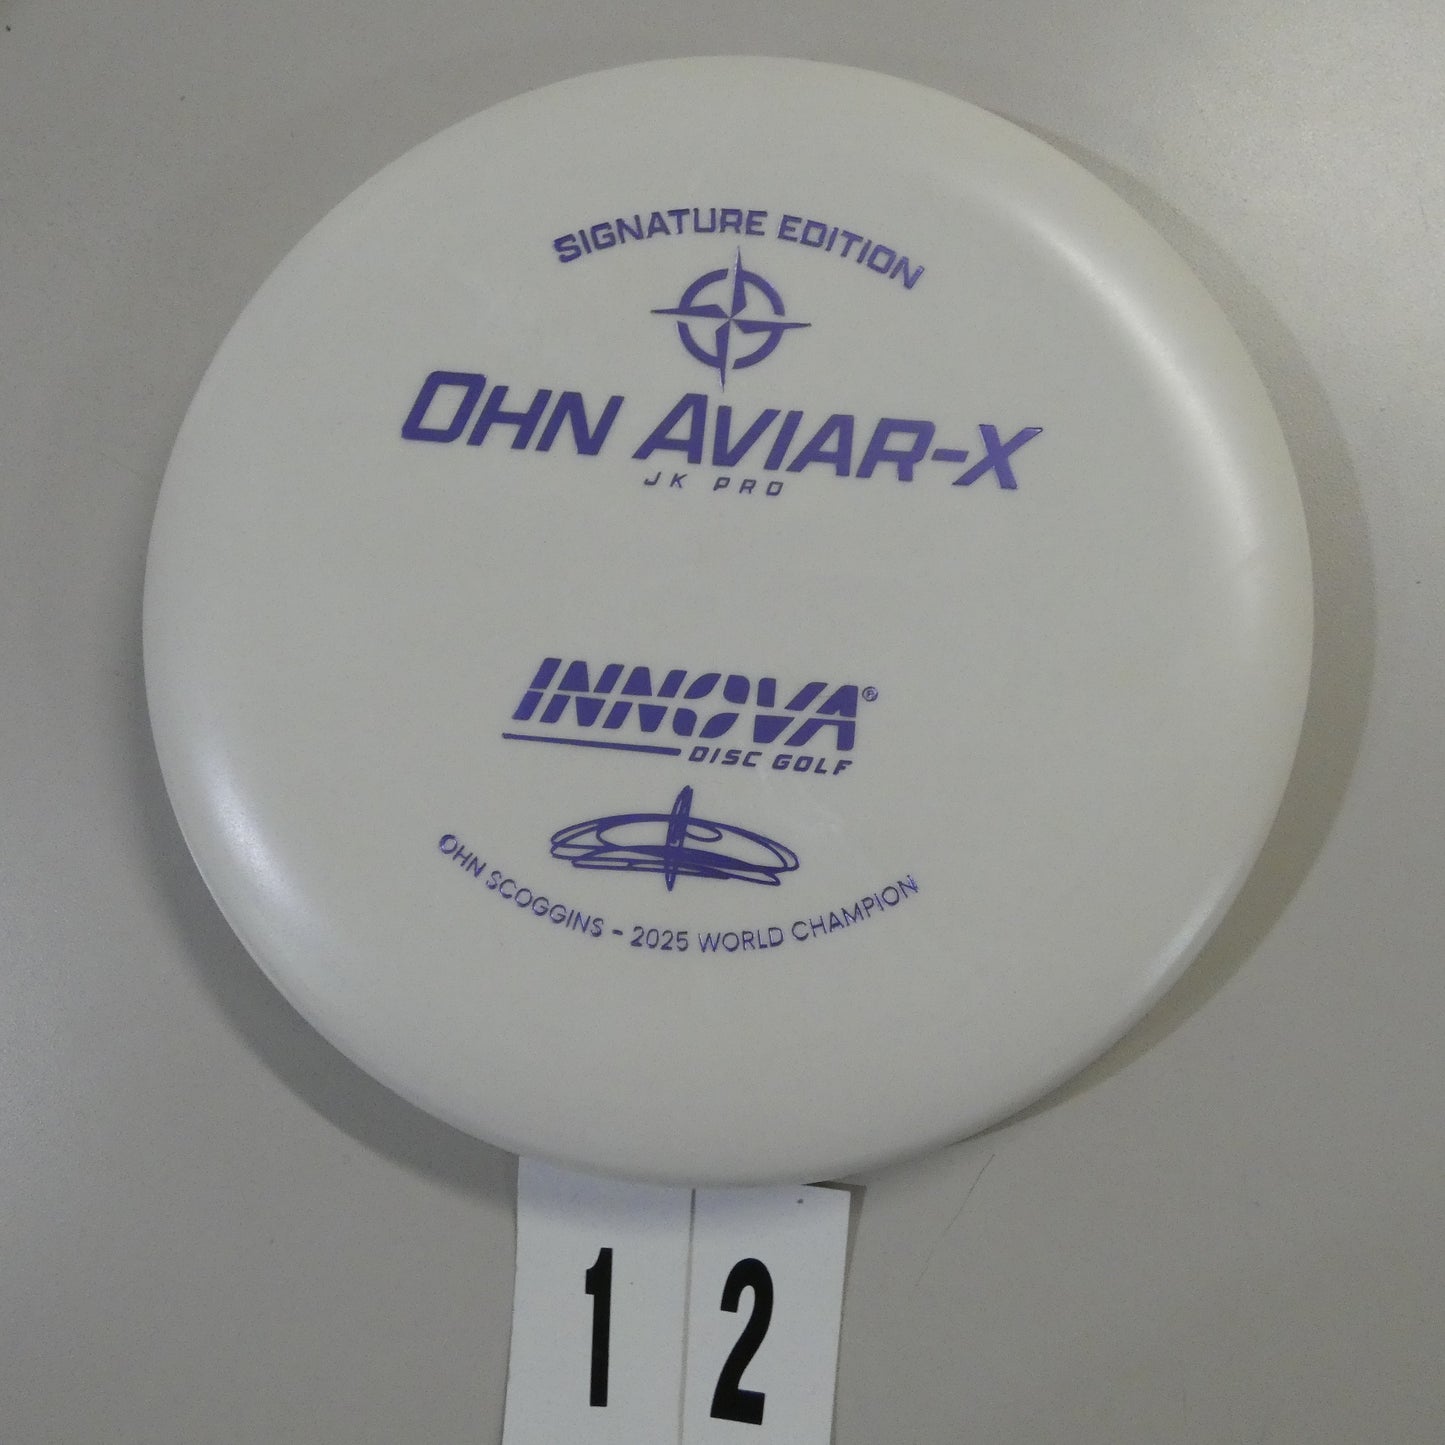 SIGNATURE EDITION
OHN AVIAR-X
JK PRO
INNOVA®
DISC GOLF
OHN SCOGGINS - 2025 WORLD CHAMPION
1 2